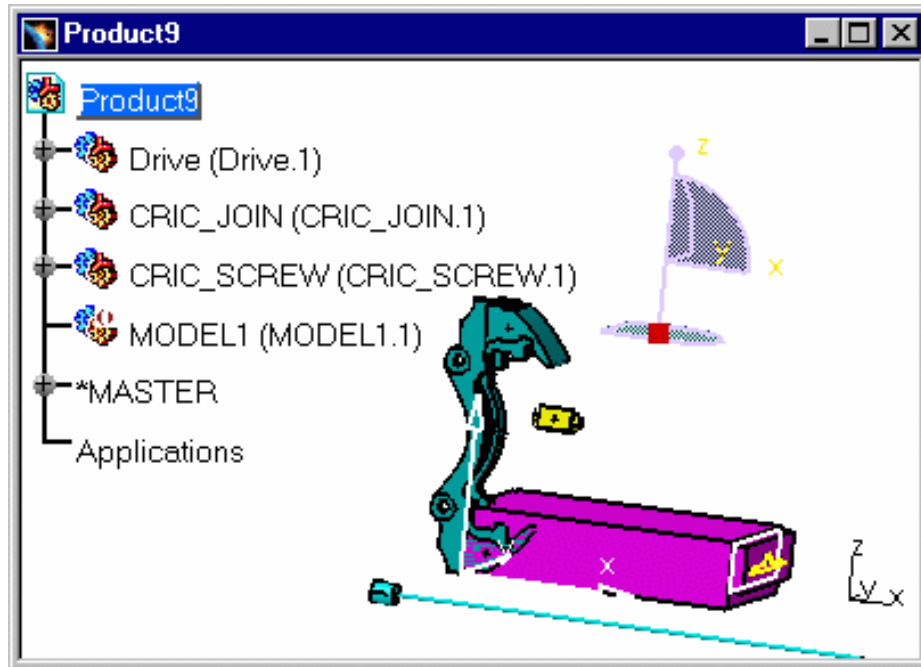 Product9
Product9
Drive (Drive.1)
CRIC_JOIN (CRIC_JOIN.1)
CRIC_SCREW (CRIC_SCREW.1)
MODEL1 (MODEL1.1)
*MASTER
Applications
z
y
x
x
z
y x